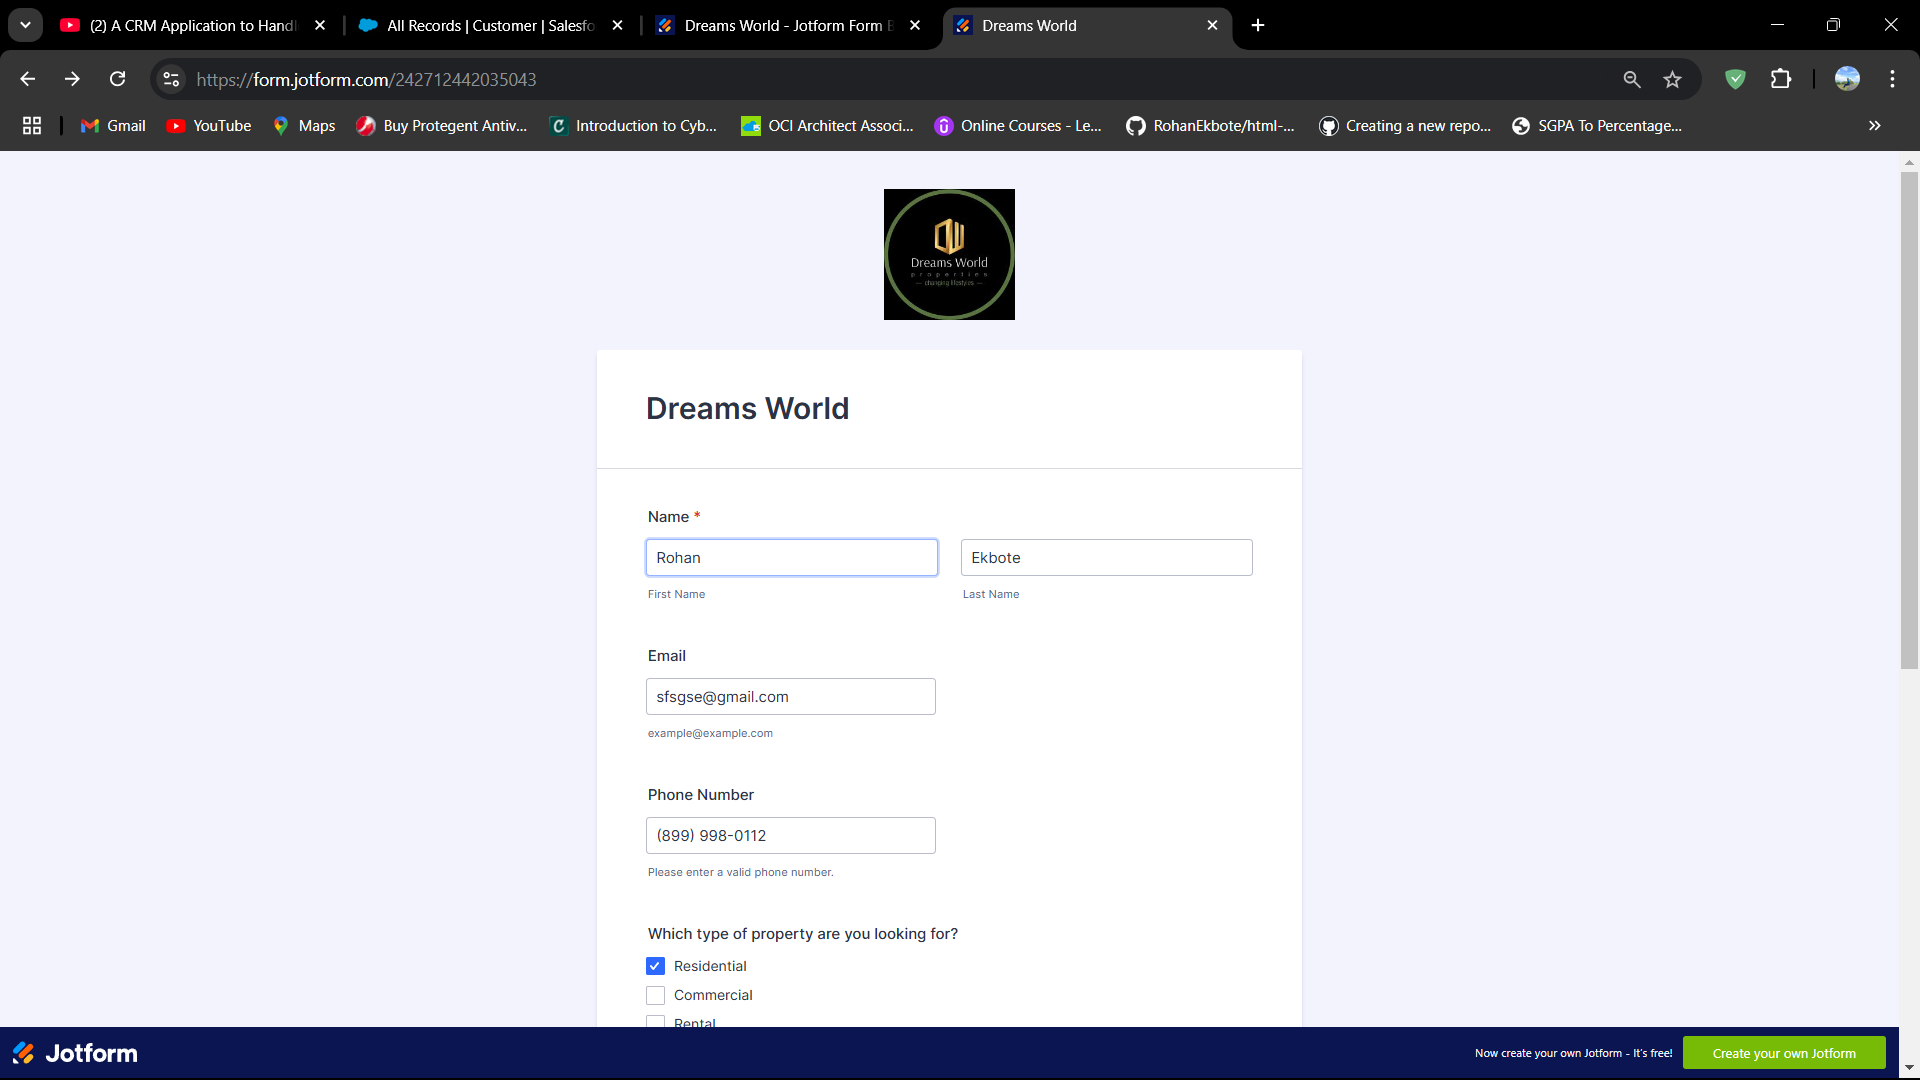 (2) A CRM Application to Handl
All Records | Customer | Salesfo
Dreams World - Jotform Form B
Dreams World
https://form.jotform.com/242712442035043
Gmail
YouTube
Maps
Buy Protegent Antiv...
Introduction to Cyb...
OCI Architect Associ...
Online Courses - Le...
RohanEkbote/html-...
Creating a new repo...
SGPA To Percentage...
Dreams World
properties
— changing lifestyles —
Dreams World
Name *
Rohan
Ekbote
First Name
Last Name
Email
sfsgse@gmail.com
example@example.com
Phone Number
(899) 998-0112
Please enter a valid phone number.
Which type of property are you looking for?
Residential
Commercial
Rental
Jotform
Now create your own Jotform - It's free!
Create your own Jotform